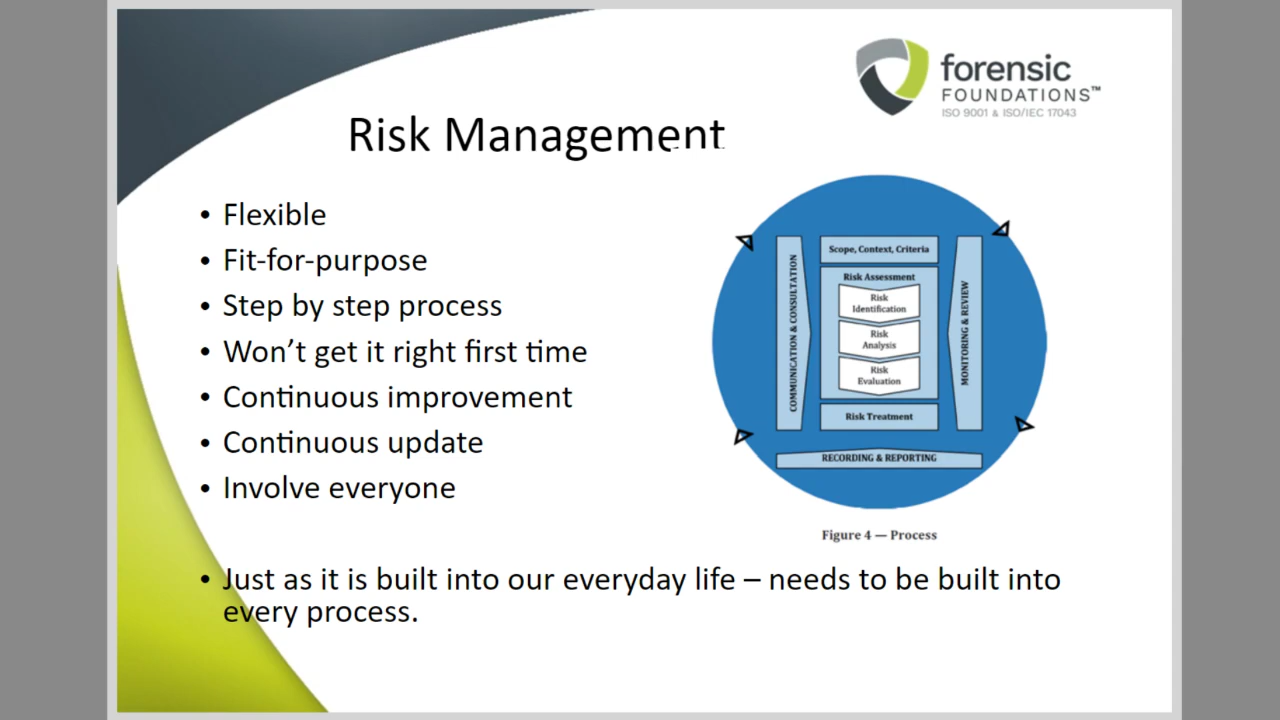 forensic
FOUNDATIONS™
ISO 9001 & ISO/IEC 17043
Risk Management
• Flexible
• Fit-for-purpose
• Step by step process
• Won’t get it right first time
• Continuous improvement
• Continuous update
• Involve everyone
COMMUNICATION & CONSULTATION
Scope, Context, Criteria
Risk Assessment
Risk
Identification
Risk
Analysis
Risk
Evaluation
Risk Treatment
MONITORING & REVIEW
RECORDING & REPORTING
Figure 4 — Process
• Just as it is built into our everyday life – needs to be built into
every process.